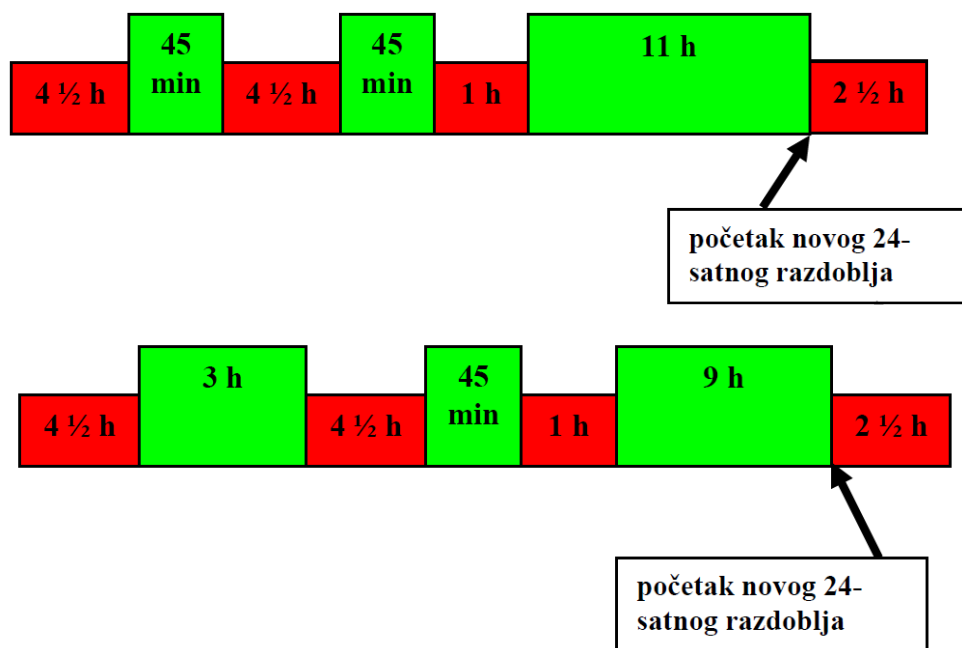 4 ½ h
45
min
4 ½ h
45
min
1 h
11 h
2 ½ h
početak novog 24-
satnog razdoblja
4 ½ h
3 h
4 ½ h
45
min
1 h
9 h
2 ½ h
početak novog 24-
satnog razdoblja